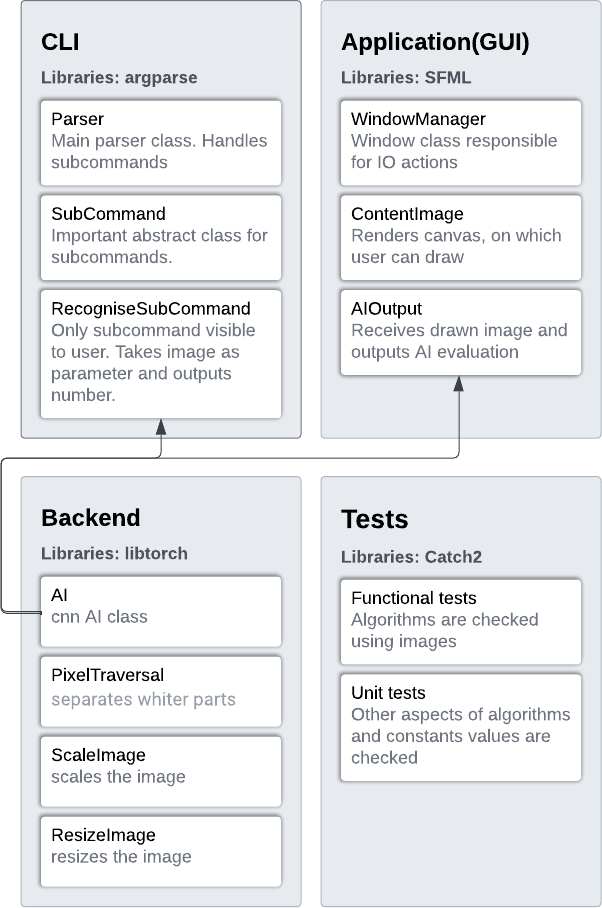 CLI
Libraries: argparse
Parser
Main parser class. Handles
subcommands
SubCommand
Important abstract class for
subcommands.
RecogniseSubCommand
Only subcommand visible
to user. Takes image as
parameter and outputs
number.
Application(GUI)
Libraries: SFML
WindowManager
Window class responsible
for IO actions
ContentImage
Renders canvas, on which
user can draw
AIOutput
Receives drawn image and
outputs AI evaluation
Backend
Libraries: libtorch
AI
cnn AI class
PixelTraversal
separates whiter parts
ScaleImage
scales the image
ResizeImage
resizes the image
Tests
Libraries: Catch2
Functional tests
Algorithms are checked
using images
Unit tests
Other aspects of algorithms
and constants values are
checked